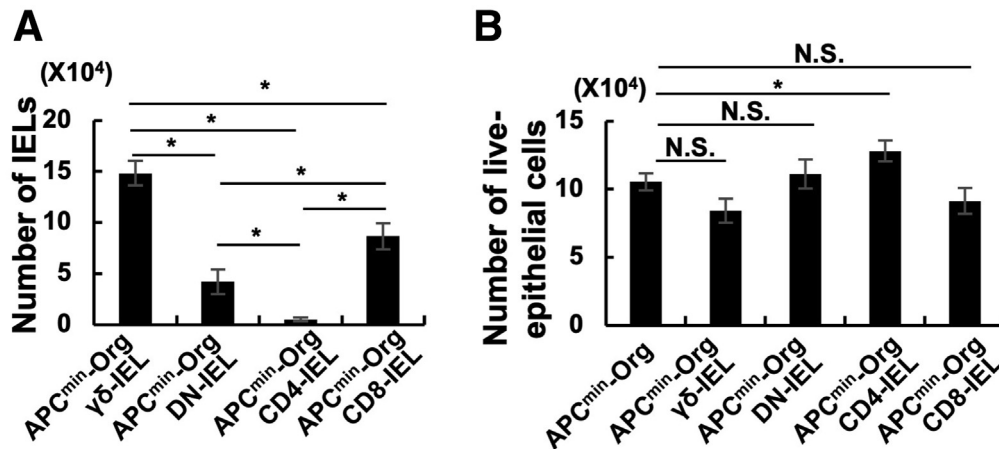 A
(X10⁴)
Number of IELs
20
15
10
5
0
*
*
*
*
*
*
APCᵐⁱⁿ-Org
γδ-IEL
APCᵐⁱⁿ-Org
DN-IEL
APCᵐⁱⁿ-Org
CD4-IEL
APCᵐⁱⁿ-Org
CD8-IEL
B
(X10⁴)
Number of live-
epithelial cells
15
10
5
0
N.S.
*
N.S.
N.S.
APCᵐⁱⁿ-Org
APCᵐⁱⁿ-Org
γδ-IEL
APCᵐⁱⁿ-Org
DN-IEL
APCᵐⁱⁿ-Org
CD4-IEL
APCᵐⁱⁿ-Org
CD8-IEL